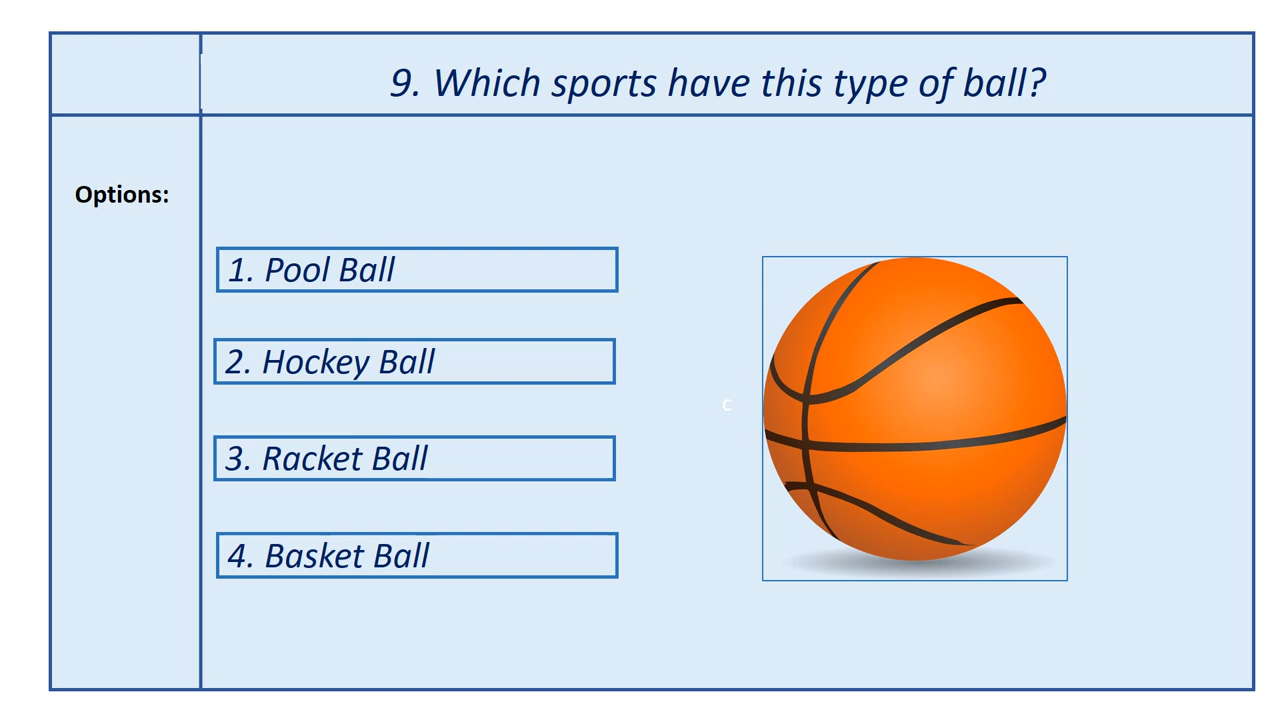 9. Which sports have this type of ball?
Options:
1. Pool Ball
2. Hockey Ball
c
3. Racket Ball
4. Basket Ball